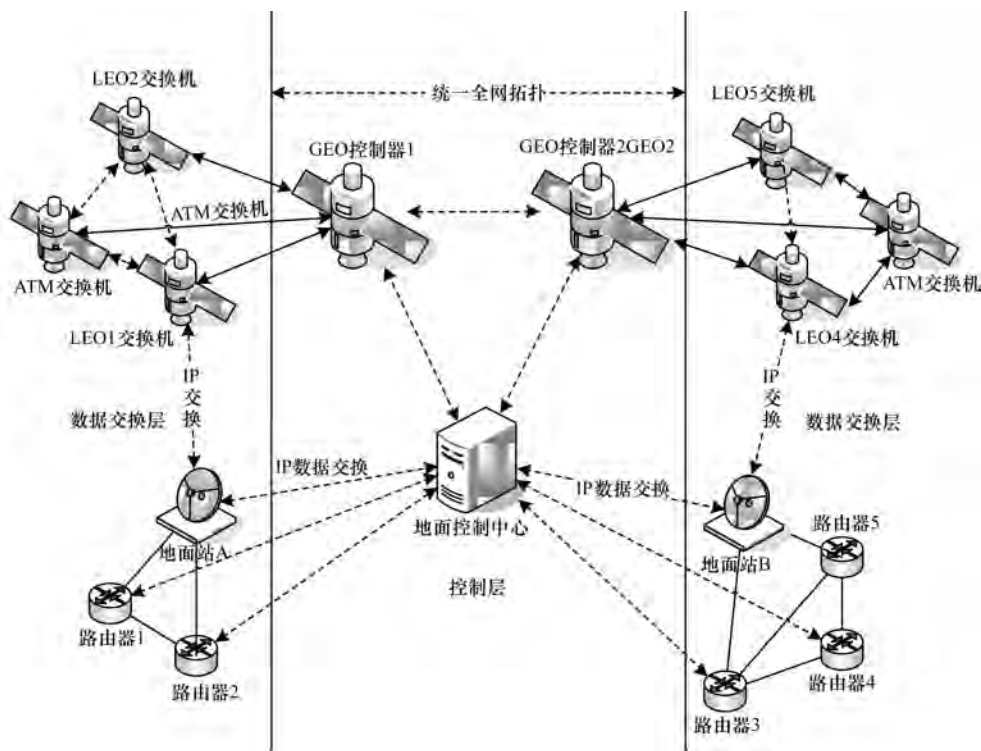 LEO2交换机
统一全网拓扑
LEO5交换机
GEO控制器1
GEO控制器2GEO2
ATM交换机
ATM交换机
ATM交换机
LEO1交换机
LEO4交换机
IP交换
IP交换
数据交换层
数据交换层
IP数据交换
IP数据交换
地面控制中心
路由器5
地面站A
地面站B
控制层
路由器1
路由器4
路由器2
路由器3